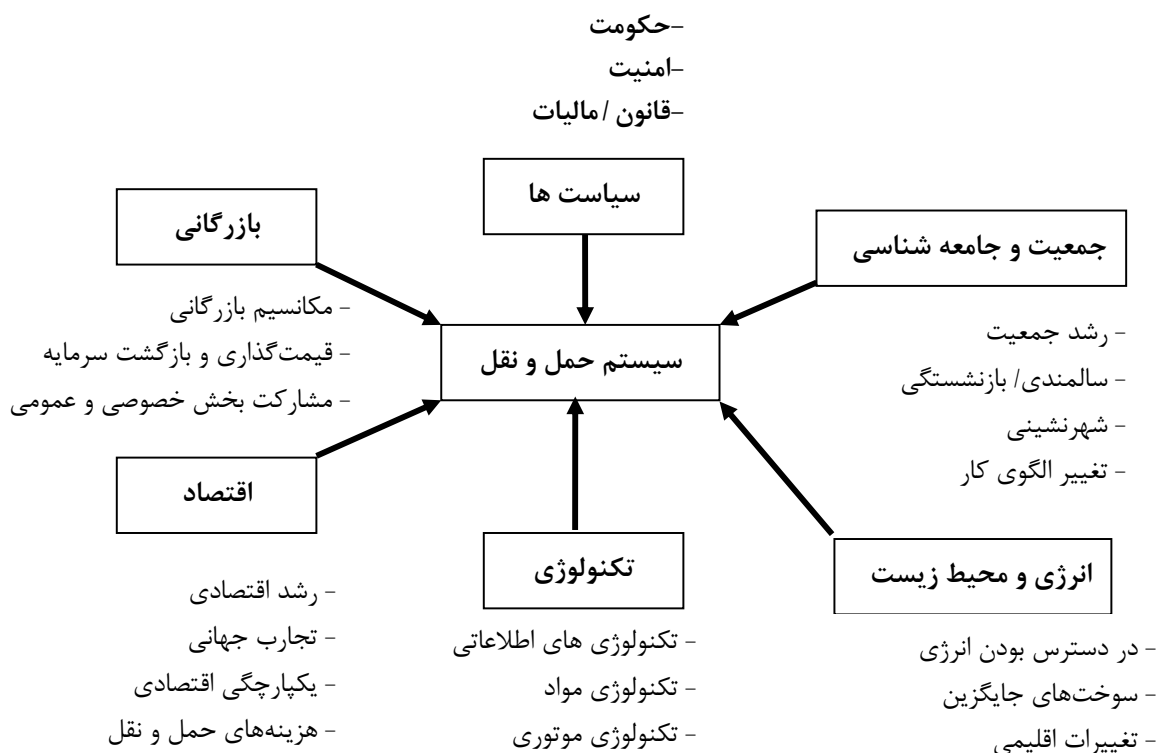 -حکومت
-امنیت
-قانون / مالیات
سیاست ها
جمعیت و جامعه شناسی
- رشد جمعیت
- سالمندی/ بازنشستگی
- شهرنشینی
- تغییر الگوی کار
بازرگانی
- مکانسیم بازرگانی
- قیمت‌گذاری و بازگشت سرمایه
- مشارکت بخش خصوصی و عمومی
سیستم حمل و نقل
انرژی و محیط زیست
- در دسترس بودن انرژی
- سوخت‌های جایگزین
- تغییرات اقلیمی
تکنولوژی
- تکنولوژی های اطلاعاتی
- تکنولوژی مواد
- تکنولوژی موتوری
اقتصاد
- رشد اقتصادی
- تجارب جهانی
- یکپارچگی اقتصادی
- هزینه‌های حمل و نقل